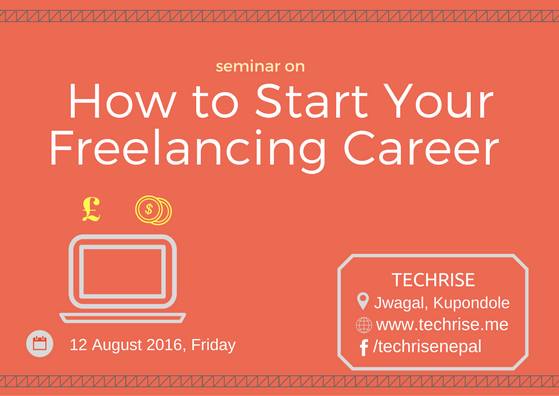 seminar on
How to Start Your
Freelancing Career
£
$
TECHRISE
Jwagal, Kupondole
www.techrise.me
f /techrisenepal
12 August 2016, Friday